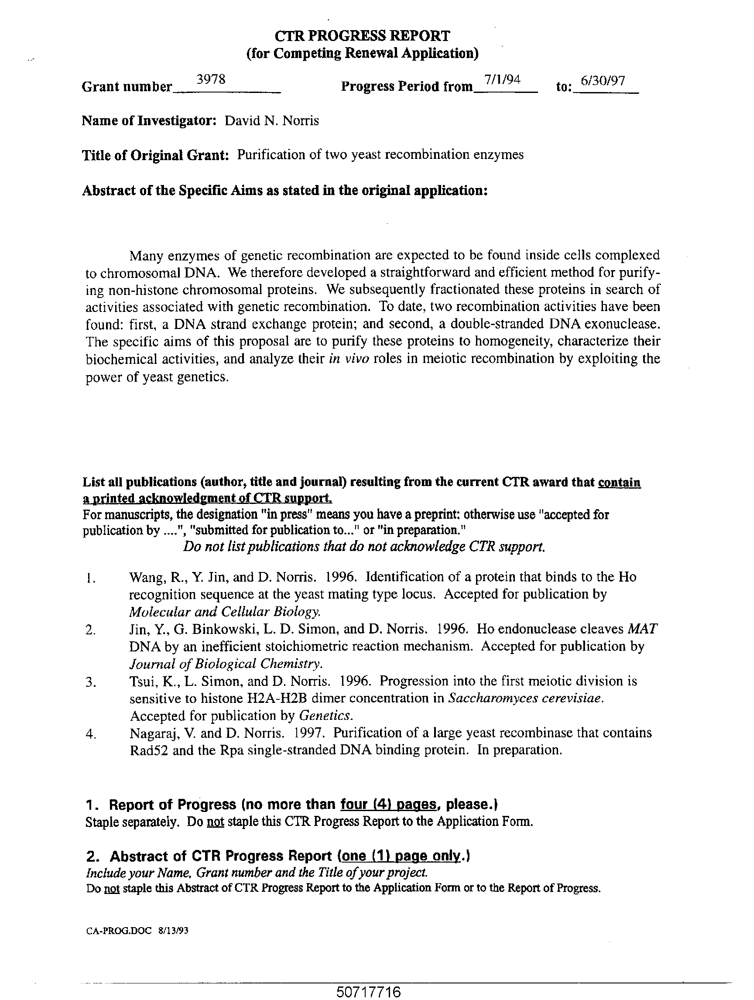 CTR PROGRESS REPORT
(for Competing Renewal Application)
Grant number 3978 Progress Period from 7/1/94 to: 6/30/97
Name of Investigator: David N. Norris
Title of Original Grant: Purification of two yeast recombination enzymes
Abstract of the Specific Aims as stated in the original application:
Many enzymes of genetic recombination are expected to be found inside cells complexed
to chromosomal DNA. We therefore developed a straightforward and efficient method for purify-
ing non-histone chromosomal proteins. We subsequently fractionated these proteins in search of
activities associated with genetic recombination. To date, two recombination activities have been
found: first, a DNA strand exchange protein; and second, a double-stranded DNA exonuclease.
The specific aims of this proposal are to purify these proteins to homogeneity, characterize their
biochemical activities, and analyze their in vivo roles in meiotic recombination by exploiting the
power of yeast genetics.
List all publications (author, title and journal) resulting from the current CTR award that contain
a printed acknowledgment of CTR support.
For manuscripts, the designation "in press" means you have a preprint: otherwise use "accepted for
publication by ....", "submitted for publication to..." or "in preparation."
Do not list publications that do not acknowledge CTR support.
1. Wang, R., Y. Jin, and D. Norris. 1996. Identification of a protein that binds to the Ho
recognition sequence at the yeast mating type locus. Accepted for publication by
Molecular and Cellular Biology.
2. Jin, Y., G. Binkowski, L. D. Simon, and D. Norris. 1996. Ho endonuclease cleaves MAT
DNA by an inefficient stoichiometric reaction mechanism. Accepted for publication by
Journal of Biological Chemistry.
3. Tsui, K., L. Simon, and D. Norris. 1996. Progression into the first meiotic division is
sensitive to histone H2A-H2B dimer concentration in Saccharomyces cerevisiae.
Accepted for publication by Genetics.
4. Nagaraj, V. and D. Norris. 1997. Purification of a large yeast recombinase that contains
Rad52 and the Rpa single-stranded DNA binding protein. In preparation.
1. Report of Progress (no more than four (4) pages, please.)
Staple separately. Do not staple this CTR Progress Report to the Application Form.
2. Abstract of CTR Progress Report (one (1) page only.)
Include your Name, Grant number and the Title of your project.
Do not staple this Abstract of CTR Progress Report to the Application Form or to the Report of Progress.
CA-PROG.DOC 8/13/93
50717716